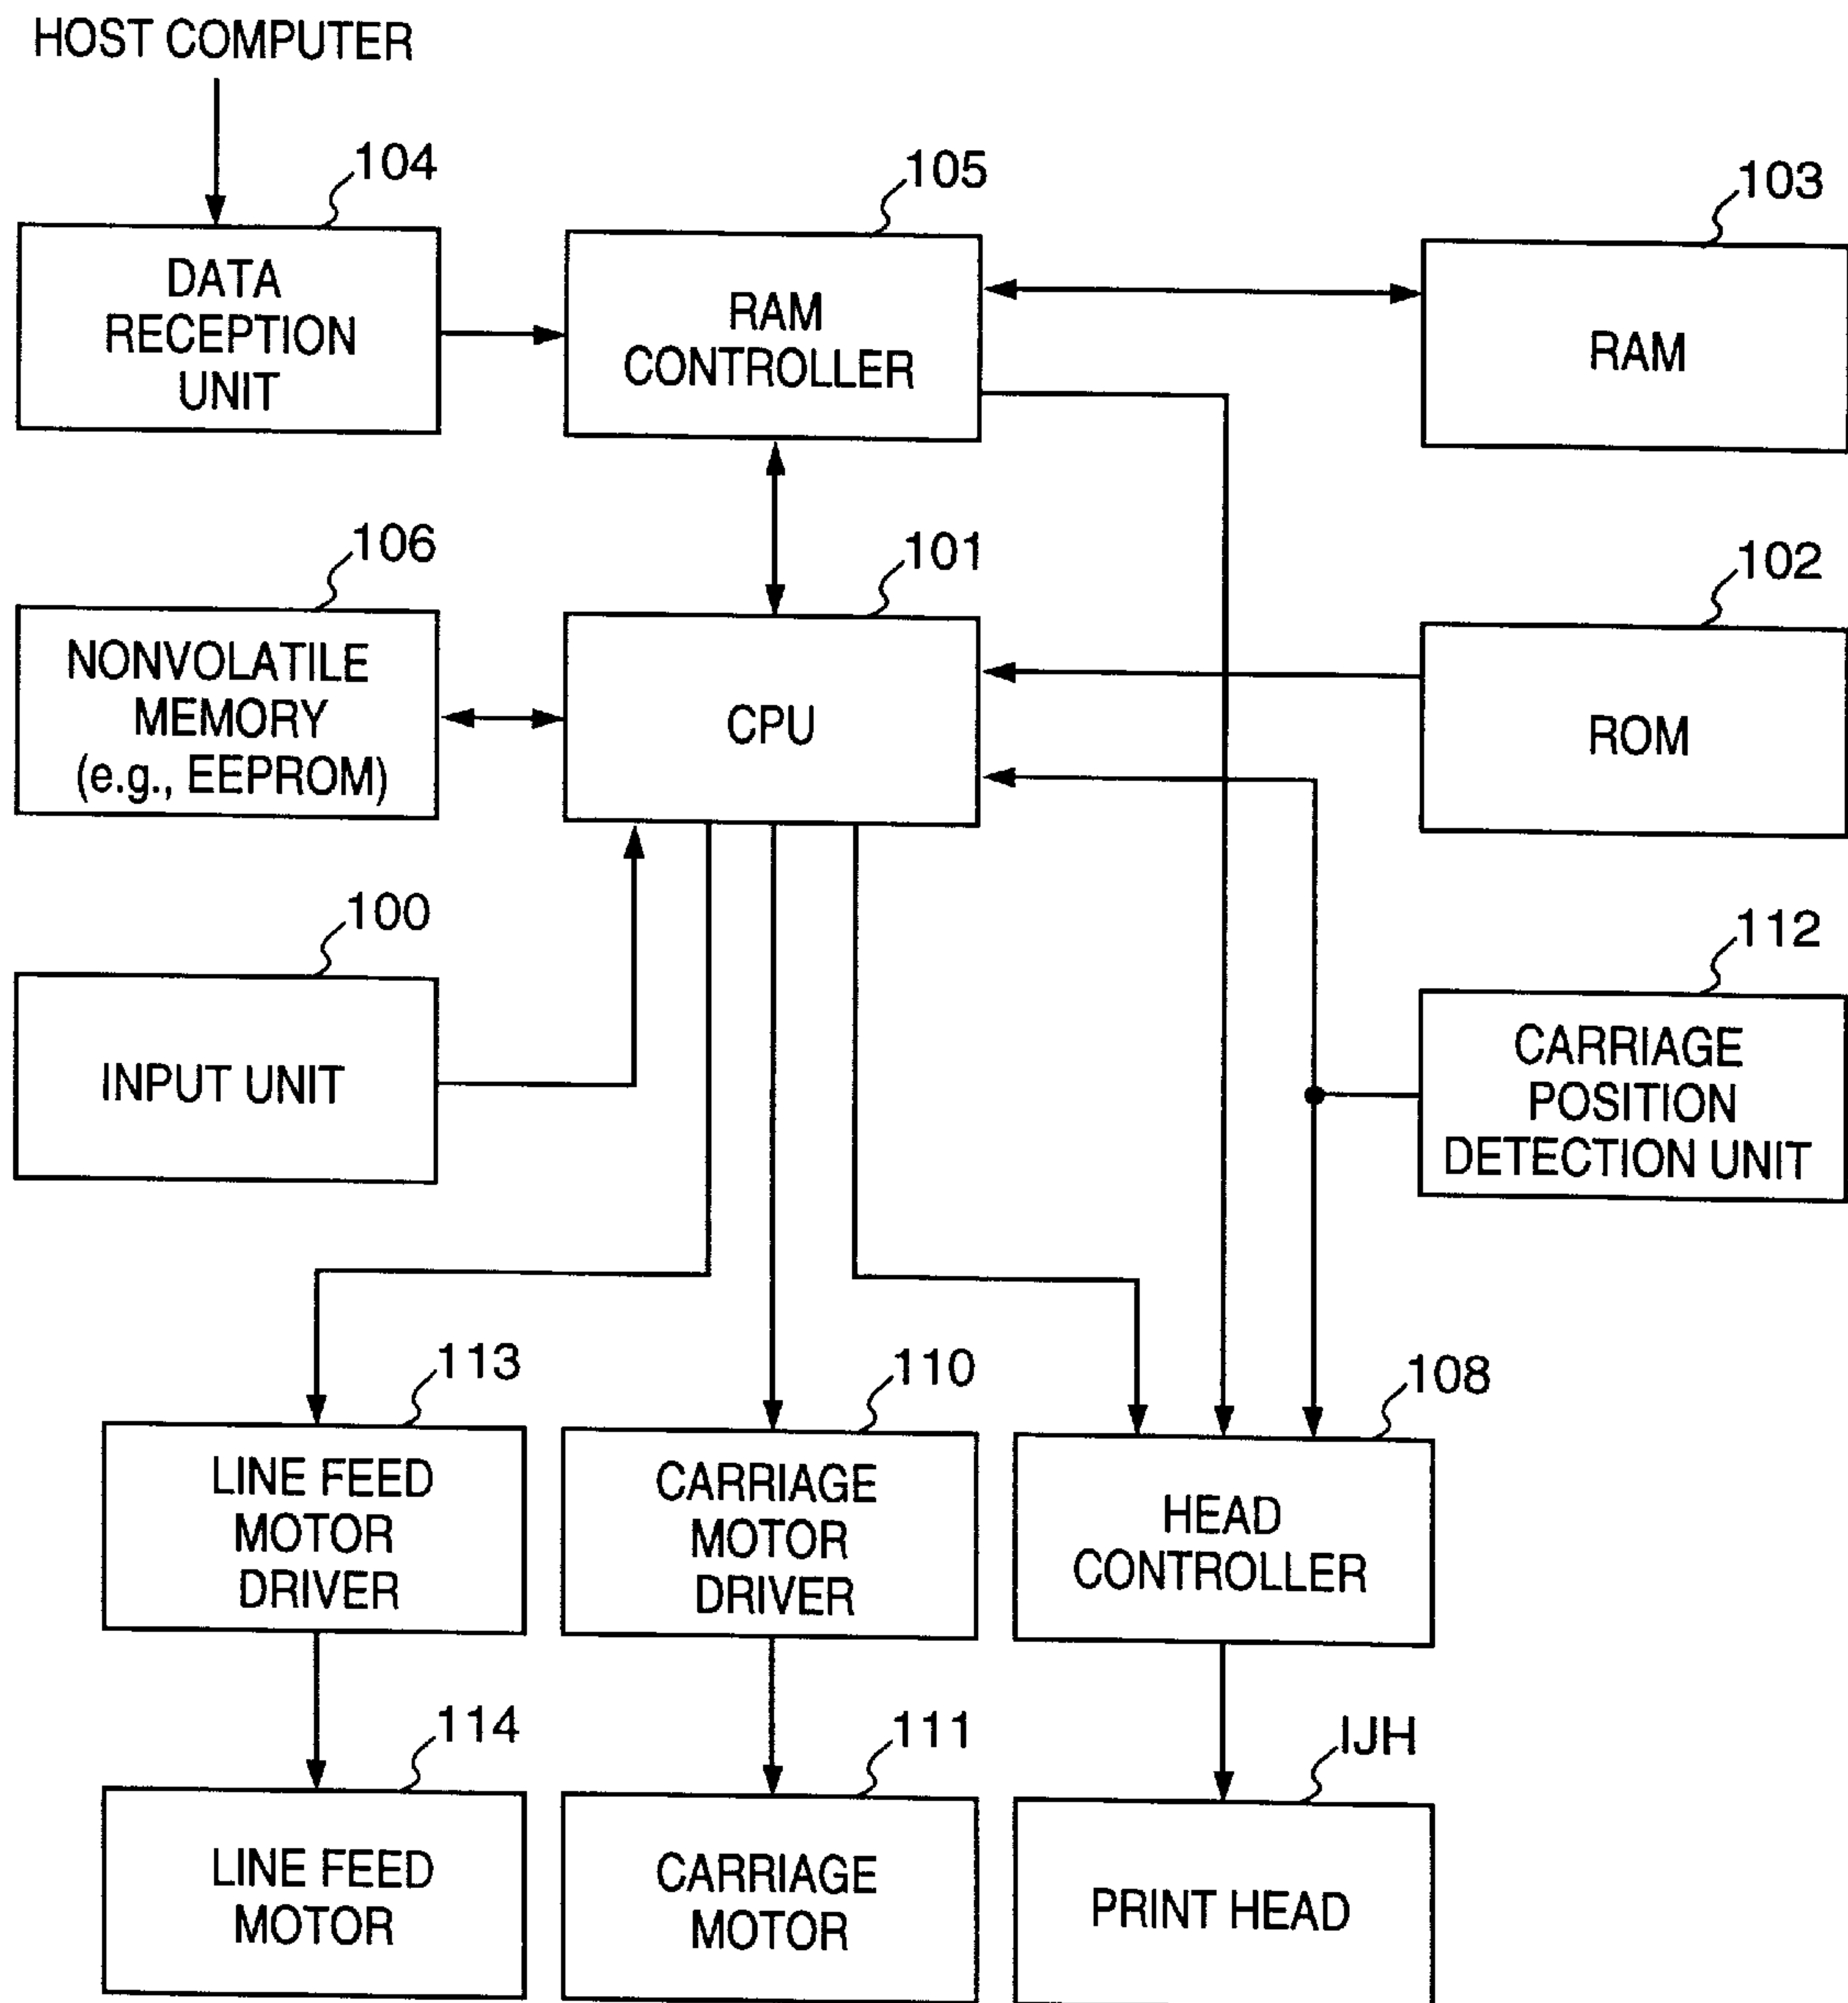 HOST COMPUTER
104
DATA
RECEPTION
UNIT
105
RAM
CONTROLLER
103
RAM
106
NONVOLATILE
MEMORY
(e.g., EEPROM)
101
CPU
102
ROM
100
INPUT UNIT
112
CARRIAGE
POSITION
DETECTION UNIT
113
LINE FEED
MOTOR
DRIVER
110
CARRIAGE
MOTOR
DRIVER
108
HEAD
CONTROLLER
114
LINE FEED
MOTOR
111
CARRIAGE
MOTOR
IJH
PRINT HEAD